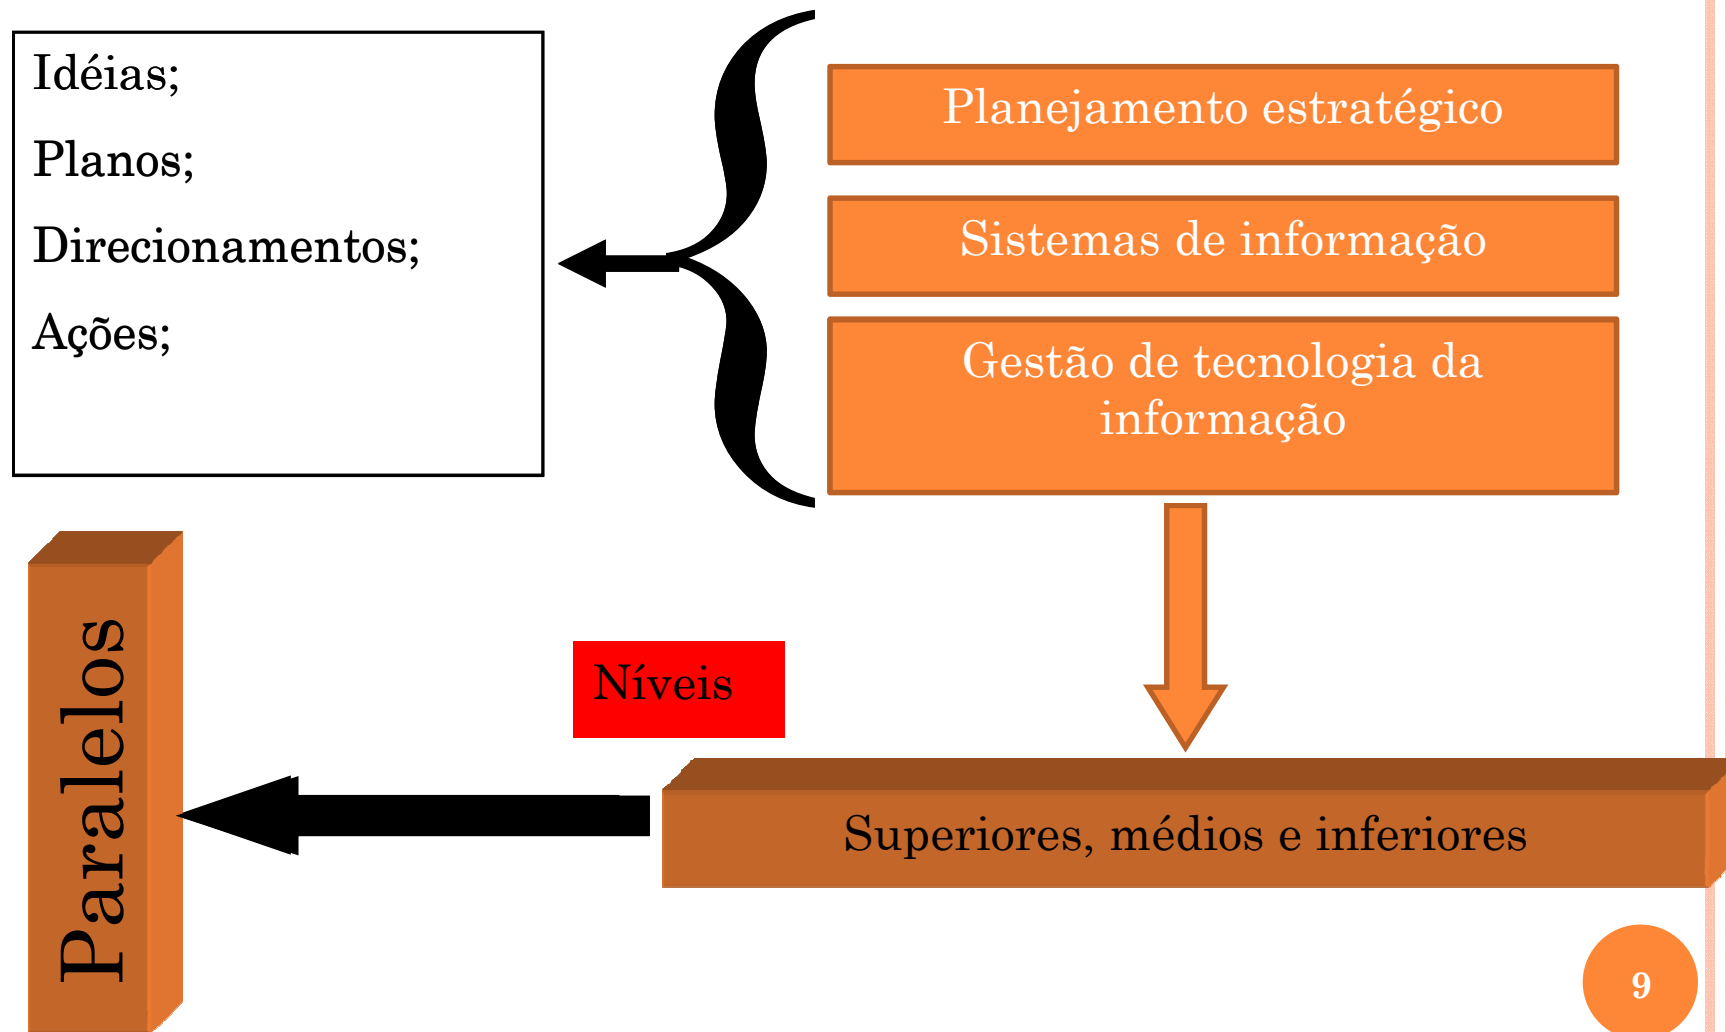 Idéias;
Planos;
Direcionamentos;
Ações;
Planejamento estratégico
Sistemas de informação
Gestão de tecnologia da
informação
Níveis
Paralelos
Superiores, médios e inferiores
9